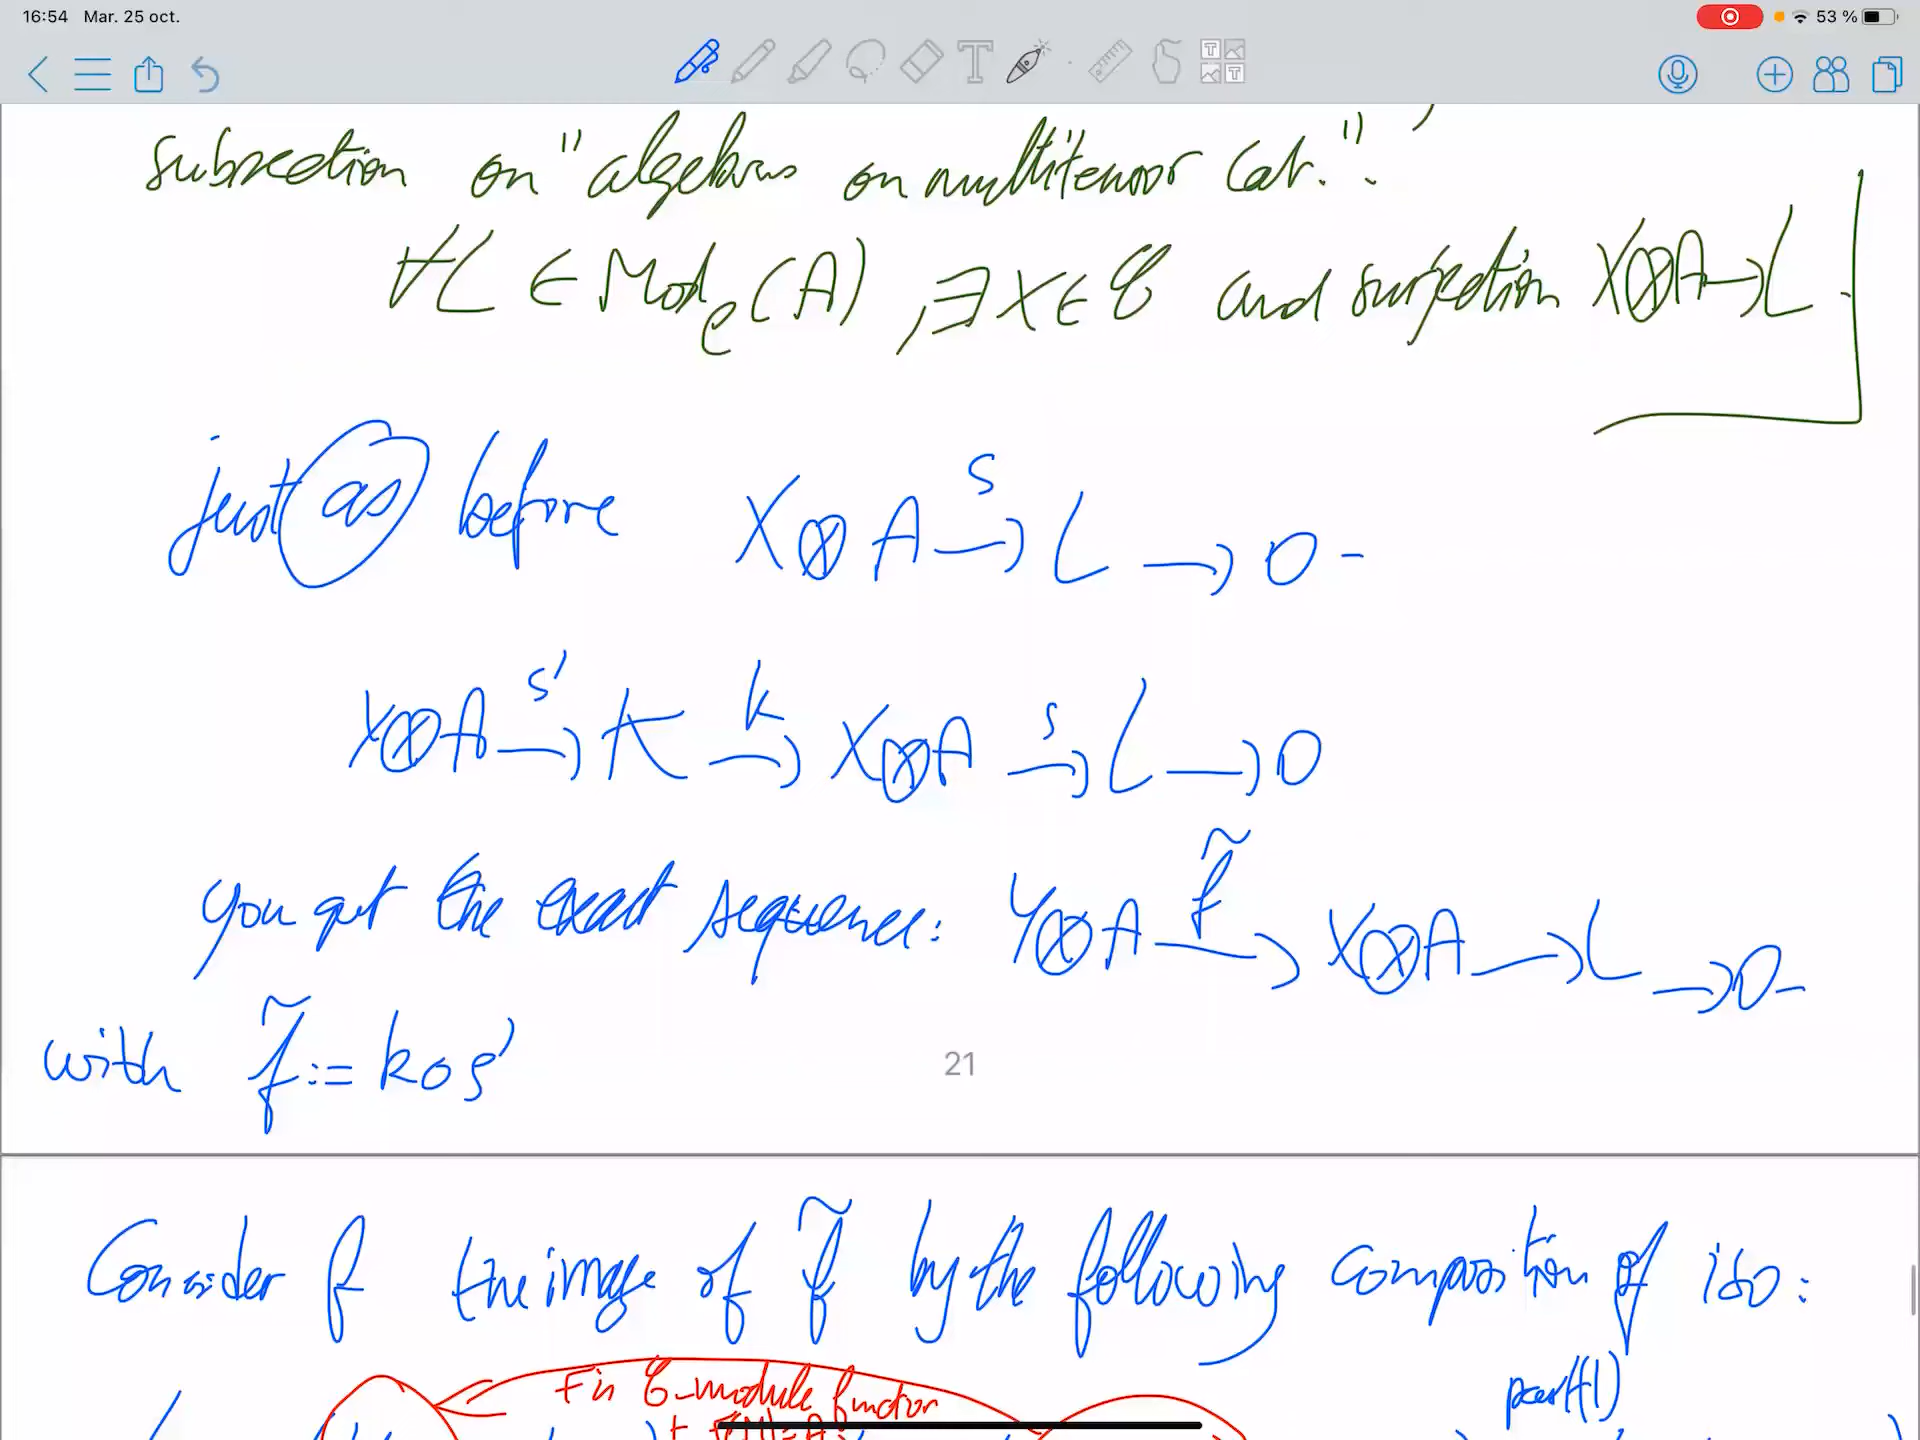 16:54 Mar. 25 oct.
53 %
subsection on "algebras on multitensor Cat.".
∀L ∈ Mod_C(A), ∃X∈C and surjection X⊗A→L.
just as before X⊗A →^s L → 0
X⊗A →^s' K →^k X⊗A →^s L → 0
you get the exact sequence: Y⊗A →^f̃ X⊗A → L → 0
with f̃ := k∘s'
21
Consider f the image of f̃ by the following composition of iso:
part(1)
F is C-module functor